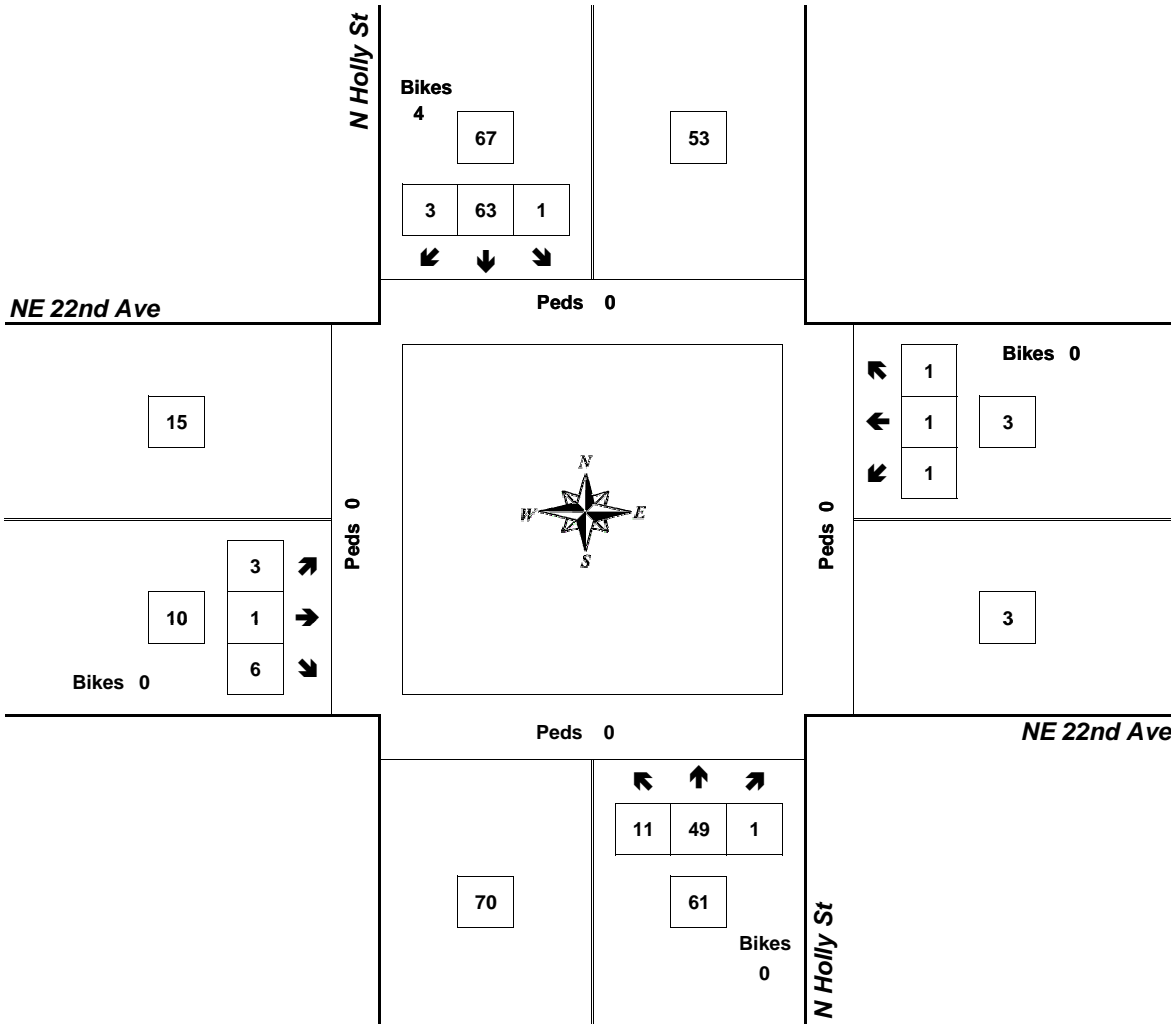 N Holly St
Bikes
4
67
53
3 63 1
Peds 0
NE 22nd Ave
Bikes 0
1
15
1 3
1
N
W E
S
Peds 0
Peds 0
3
10 1
3
6
Bikes 0
Peds 0
NE 22nd Ave
11 49 1
70
61
Bikes
0
N Holly St